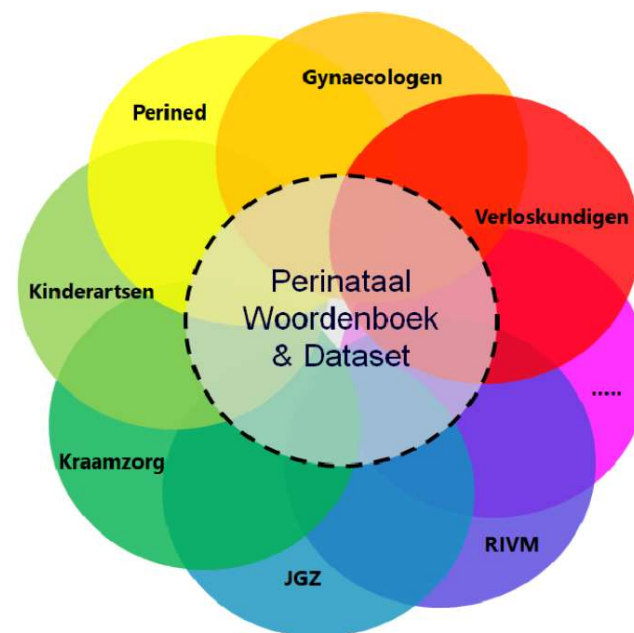 Gynaecologen
Perined
Verloskundigen
Kinderartsen
Perinataal
Woordenboek
& Dataset
.....
Kraamzorg
RIVM
JGZ